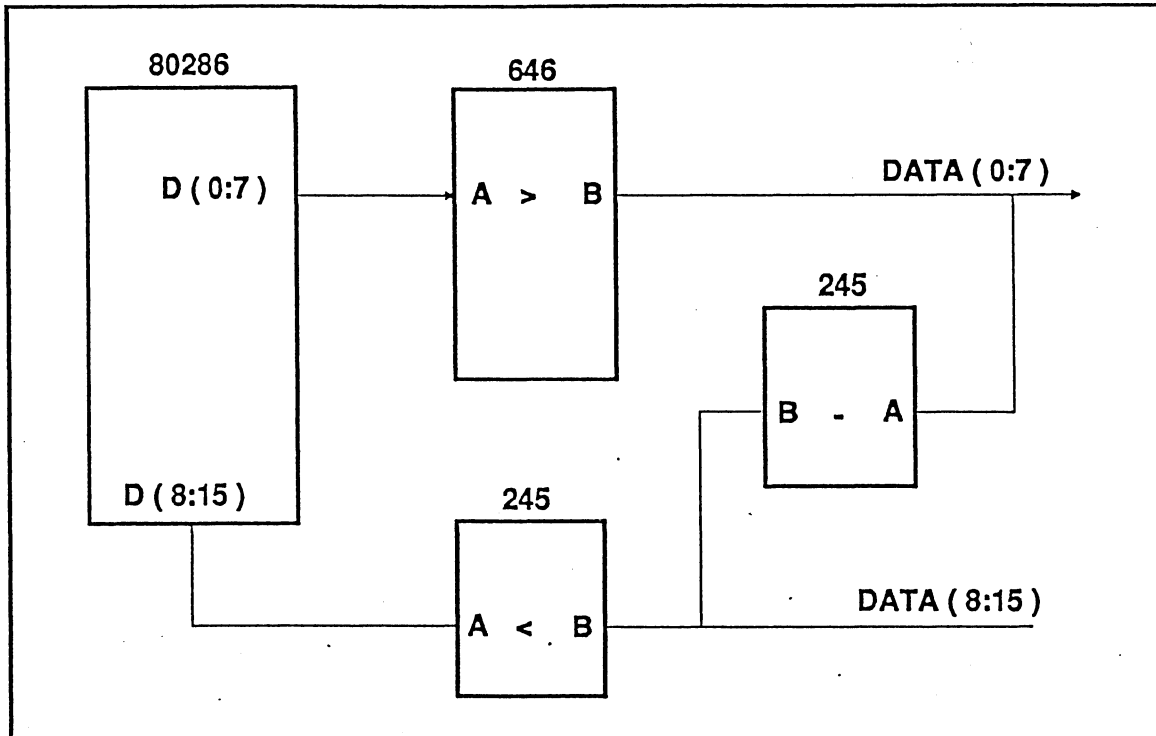 80286
646
D ( 0:7 )
A > B
DATA ( 0:7 )
245
B - A
D ( 8:15 )
245
A < B
DATA ( 8:15 )